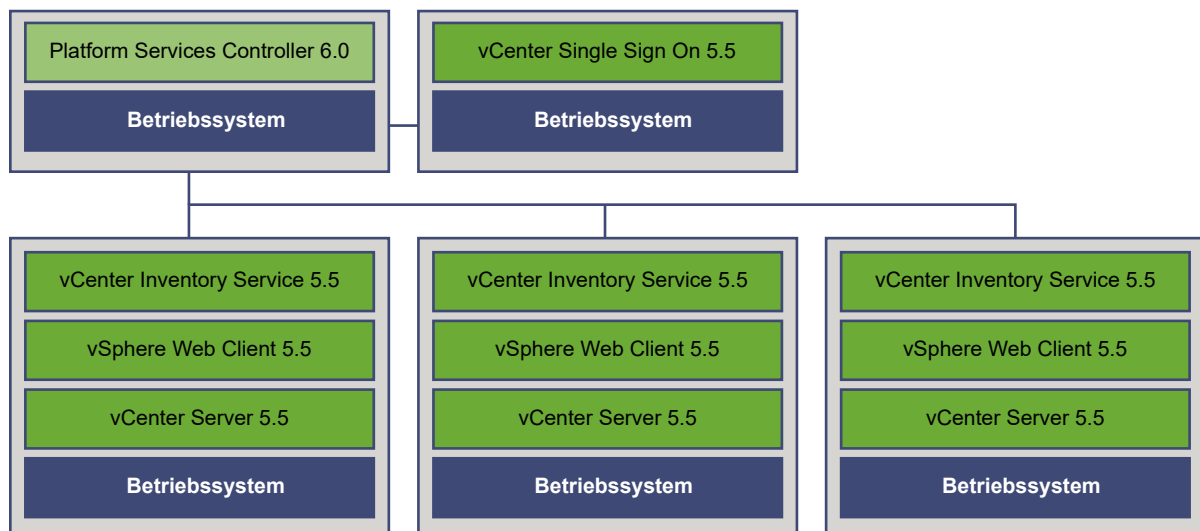 Platform Services Controller 6.0
Betriebssystem
vCenter Single Sign On 5.5
Betriebssystem
vCenter Inventory Service 5.5
vSphere Web Client 5.5
vCenter Server 5.5
Betriebssystem
vCenter Inventory Service 5.5
vSphere Web Client 5.5
vCenter Server 5.5
Betriebssystem
vCenter Inventory Service 5.5
vSphere Web Client 5.5
vCenter Server 5.5
Betriebssystem